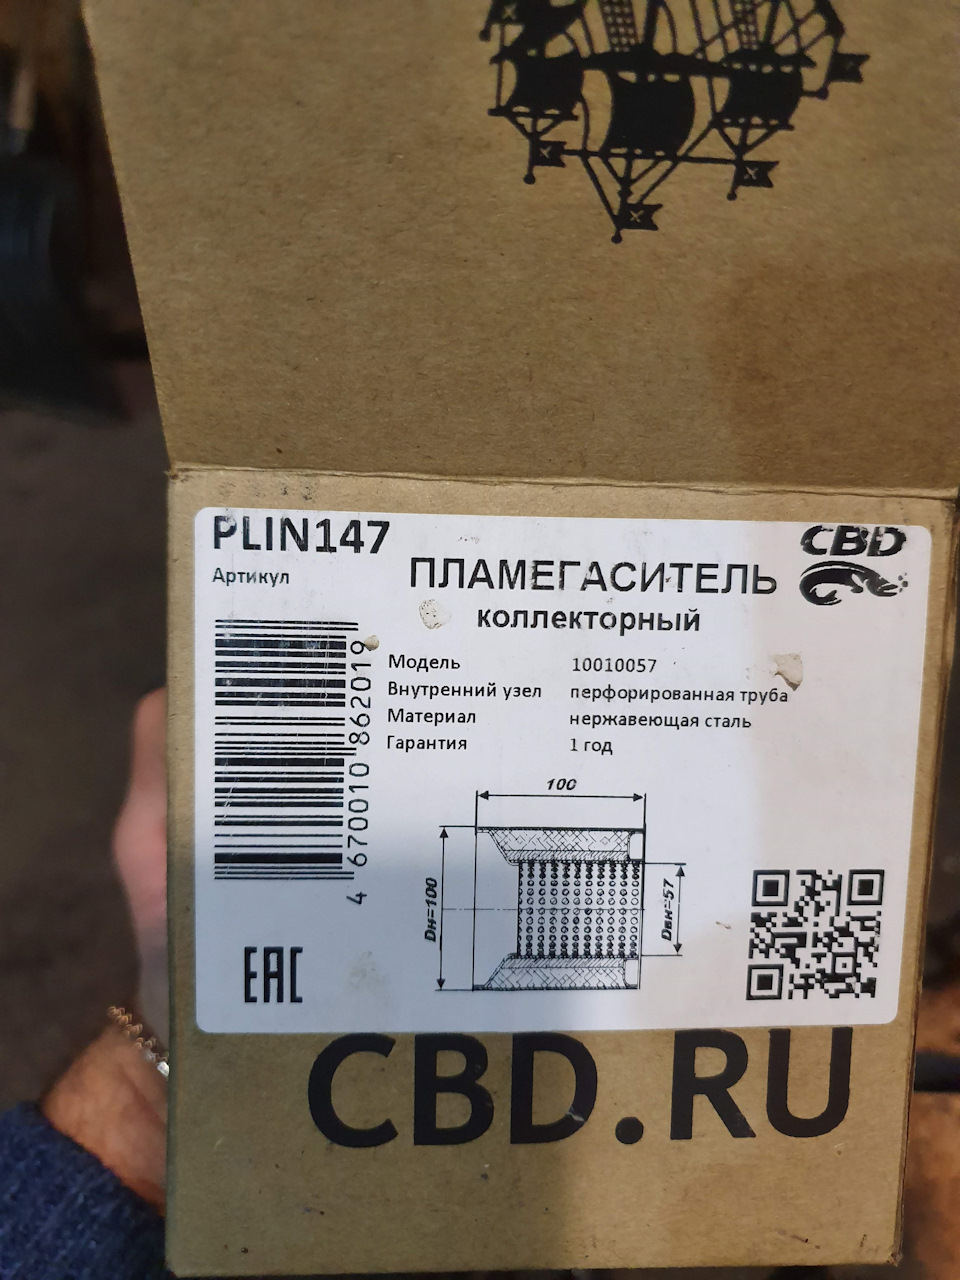 PLIN147
Артикул
CBD
ПЛАМЕГАСИТЕЛЬ
коллекторный
Модель 10010057
Внутренний узел перфорированная труба
Материал нержавеющая сталь
Гарантия 1 год
4 670010 862019
100
Dн=100
Dвн=57
EAC
CBD.RU